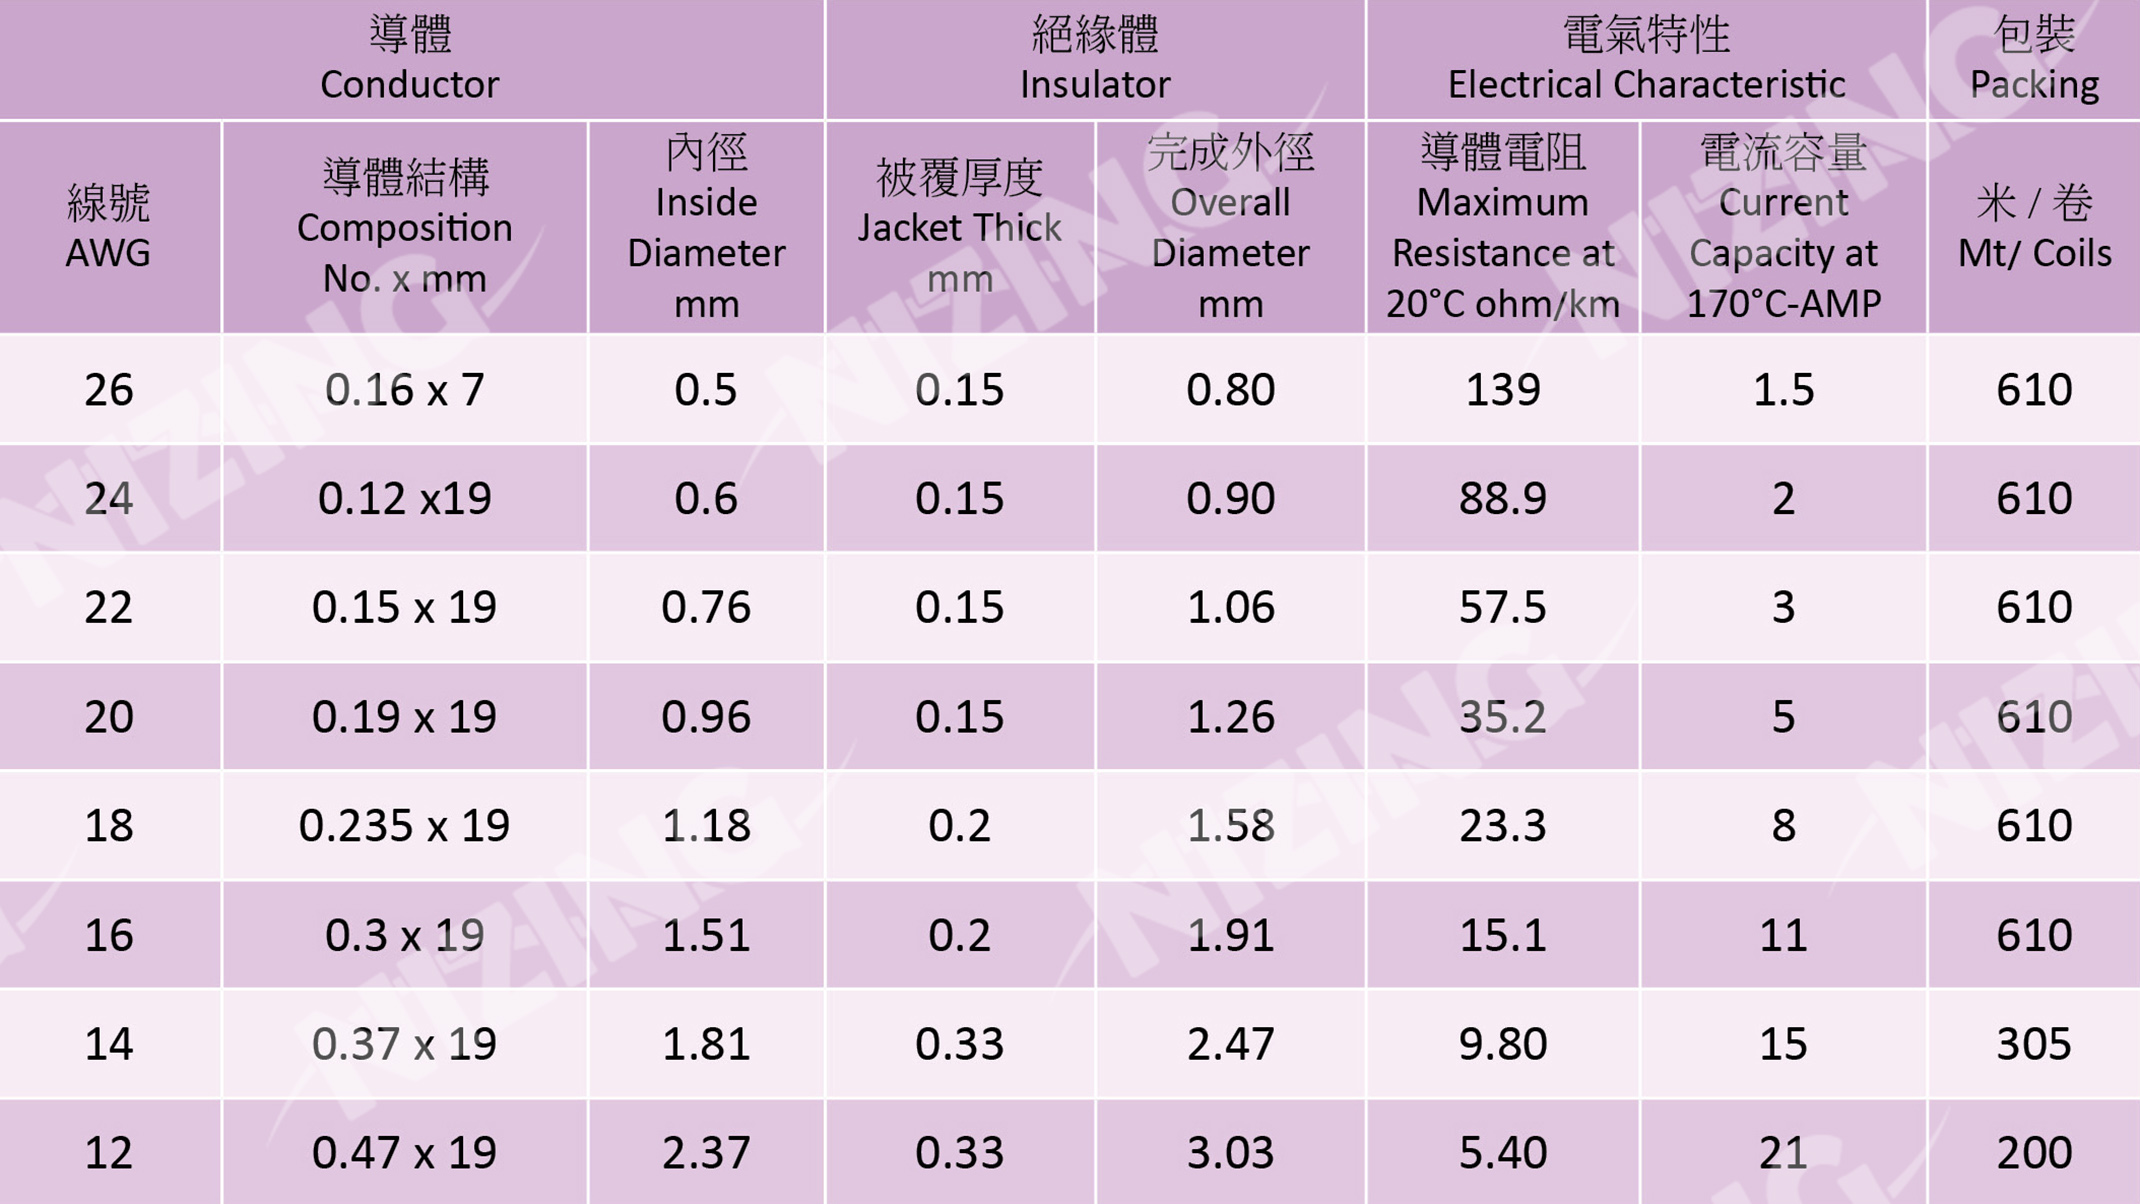 導體
Conductor
絕緣體
Insulator
電氣特性
Electrical Characteristic
包裝
Packing
線號
AWG
導體結構
Composition
No. x mm
內徑
Inside
Diameter
mm
被覆厚度
Jacket Thick
mm
完成外徑
Overall
Diameter
mm
導體電阻
Maximum
Resistance at
20°C ohm/km
電流容量
Current
Capacity at
170°C-AMP
米 / 卷
Mt/ Coils
26 0.16 x 7 0.5 0.15 0.80 139 1.5 610
24 0.12 x19 0.6 0.15 0.90 88.9 2 610
22 0.15 x 19 0.76 0.15 1.06 57.5 3 610
20 0.19 x 19 0.96 0.15 1.26 35.2 5 610
18 0.235 x 19 1.18 0.2 1.58 23.3 8 610
16 0.3 x 19 1.51 0.2 1.91 15.1 11 610
14 0.37 x 19 1.81 0.33 2.47 9.80 15 305
12 0.47 x 19 2.37 0.33 3.03 5.40 21 200
NIZING
NIZING
NIZING
NIZING
NIZING
NIZING